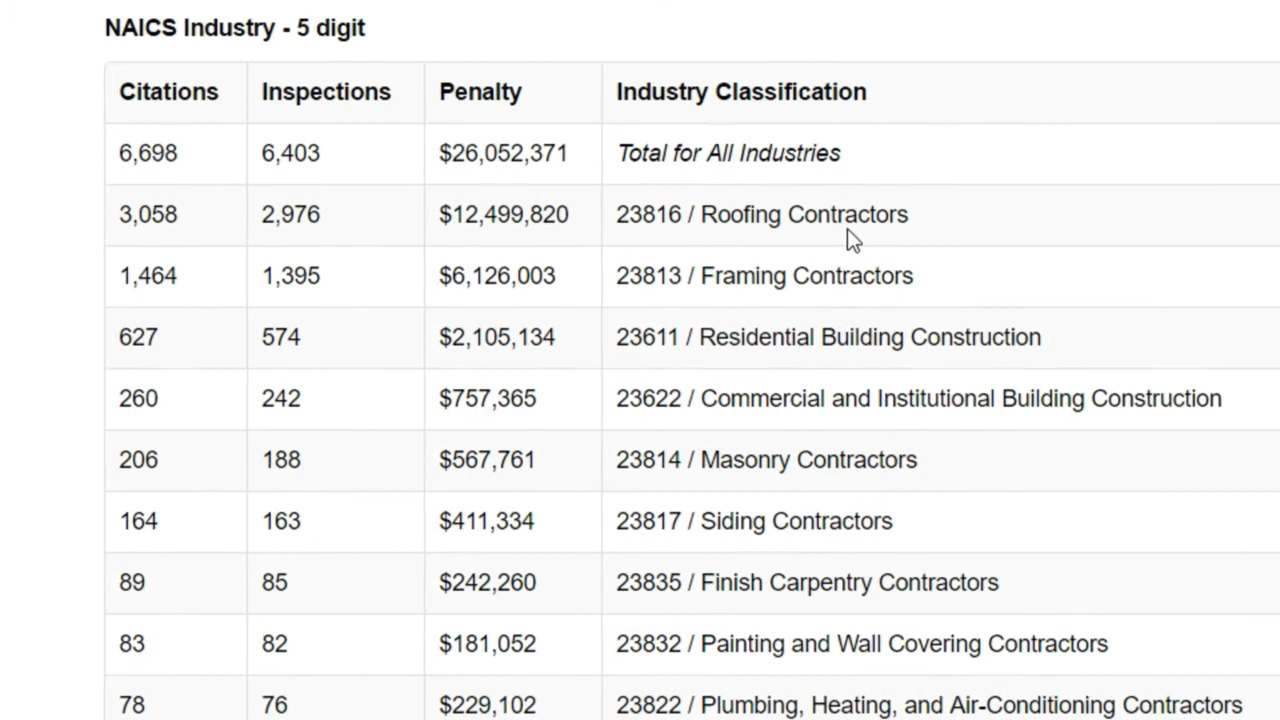 NAICS Industry - 5 digit
Citations Inspections Penalty Industry Classification
6,698 6,403 $26,052,371 Total for All Industries
3,058 2,976 $12,499,820 23816 / Roofing Contractors
1,464 1,395 $6,126,003 23813 / Framing Contractors
627 574 $2,105,134 23611 / Residential Building Construction
260 242 $757,365 23622 / Commercial and Institutional Building Construction
206 188 $567,761 23814 / Masonry Contractors
164 163 $411,334 23817 / Siding Contractors
89 85 $242,260 23835 / Finish Carpentry Contractors
83 82 $181,052 23832 / Painting and Wall Covering Contractors
78 76 $229,102 23822 / Plumbing, Heating, and Air-Conditioning Contractors